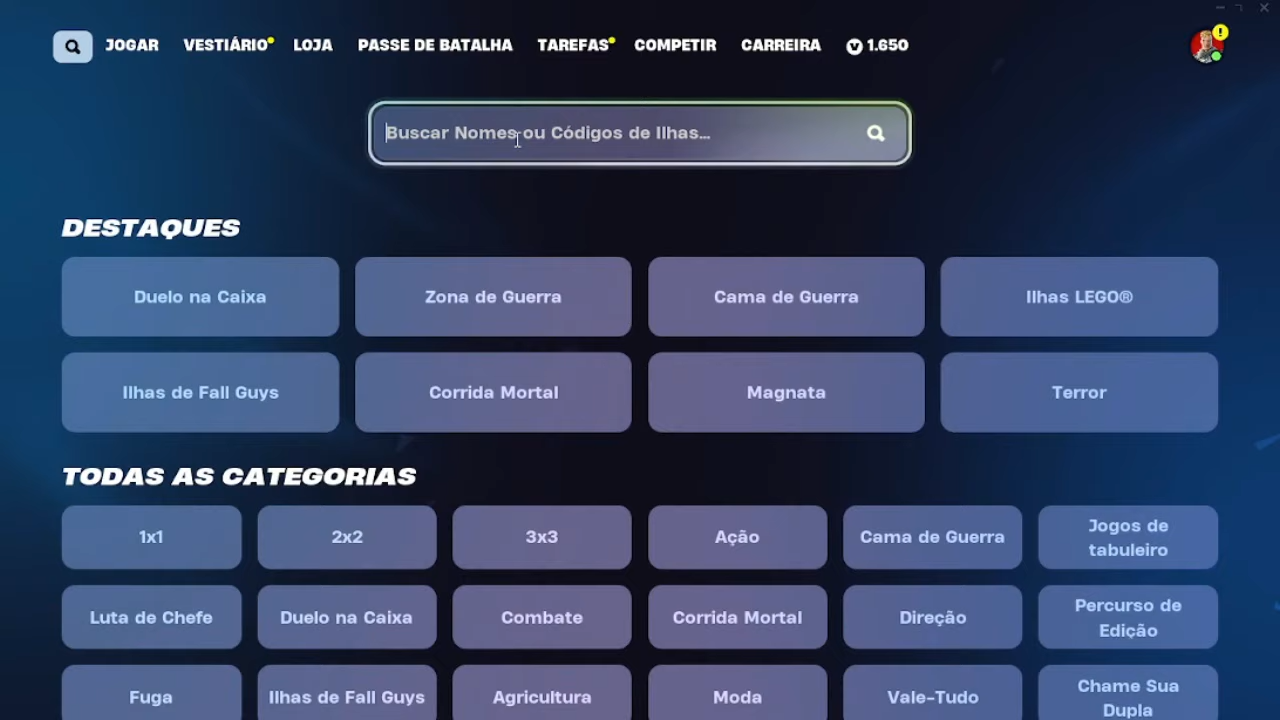 JOGAR VESTIÁRIO LOJA PASSE DE BATALHA TAREFAS COMPETIR CARREIRA V 1.650 !
Buscar Nomes ou Códigos de Ilhas...
DESTAQUES
Duelo na Caixa Zona de Guerra Cama de Guerra Ilhas LEGO®
Ilhas de Fall Guys Corrida Mortal Magnata Terror
TODAS AS CATEGORIAS
1x1 2x2 3x3 Ação Cama de Guerra Jogos de
tabuleiro
Luta de Chefe Duelo na Caixa Combate Corrida Mortal Direção Percurso de
Edição
Fuga Ilhas de Fall Guys Agricultura Moda Vale-Tudo Chame Sua
Dupla